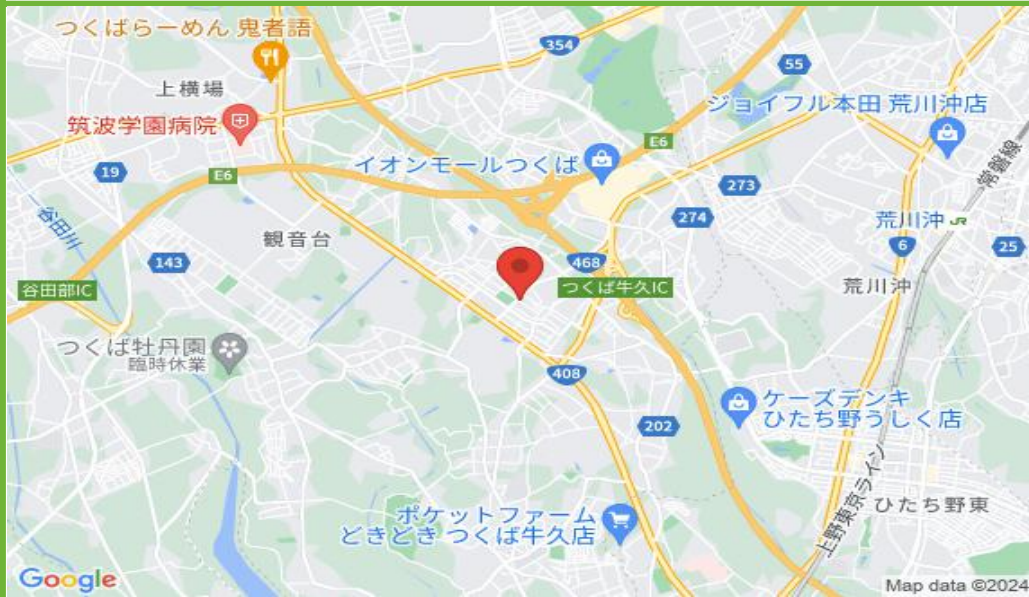 つくばらーめん 鬼者語
354
上横場
55
筑波学園病院
ジョイフル本田 荒川沖店
イオンモールつくば
E6
19
E6
常磐線
273
274
荒川沖 JR
谷田川
観音台
6
25
143
468
谷田部IC
つくば牛久IC
荒川沖
つくば牡丹園
臨時休業
408
ケーズデンキ
ひたち野うしく店
202
ポケットファーム
どきどき つくば牛久店
上野東京ライン
ひたち野東
Google
Map data ©2024